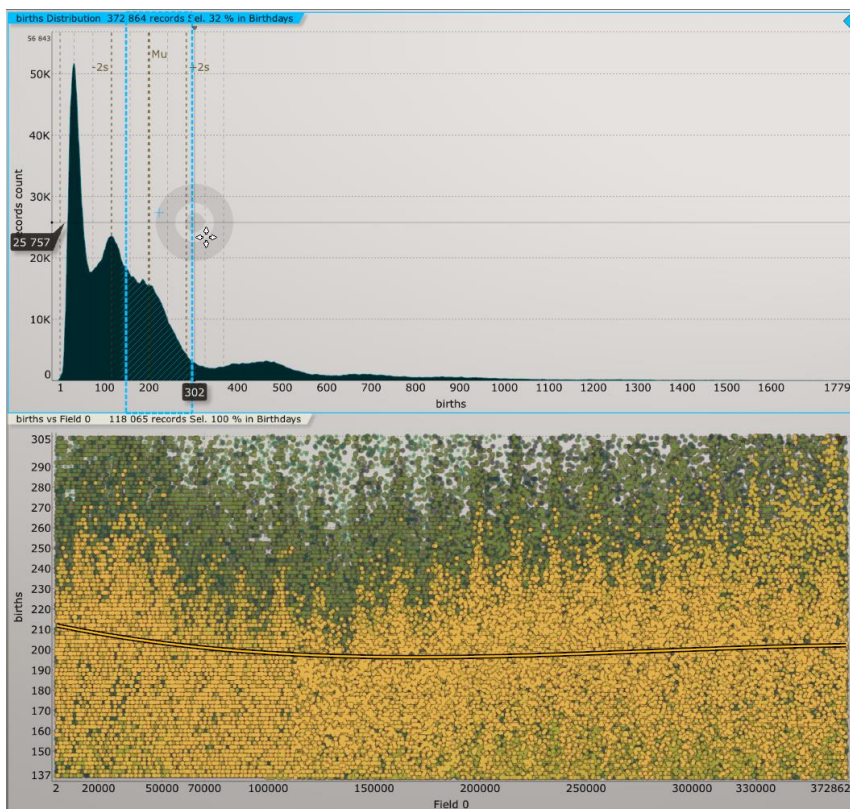 births Distribution 372 864 records Sel. 32 % in Birthdays
56 843
-2s
Mu
+2s
50K
40K
30K
20K
10K
0
records count
25 757
1 100 200 300 400 500 600 700 800 900 1000 1100 1200 1300 1400 1500 1600 1779
302
births
births vs Field 0 118 065 records Sel. 100 % in Birthdays
305
290
280
270
260
250
240
230
220
210
200
190
180
170
160
150
137
births
2 20000 50000 70000 100000 150000 200000 250000 300000 330000 372862
Field 0